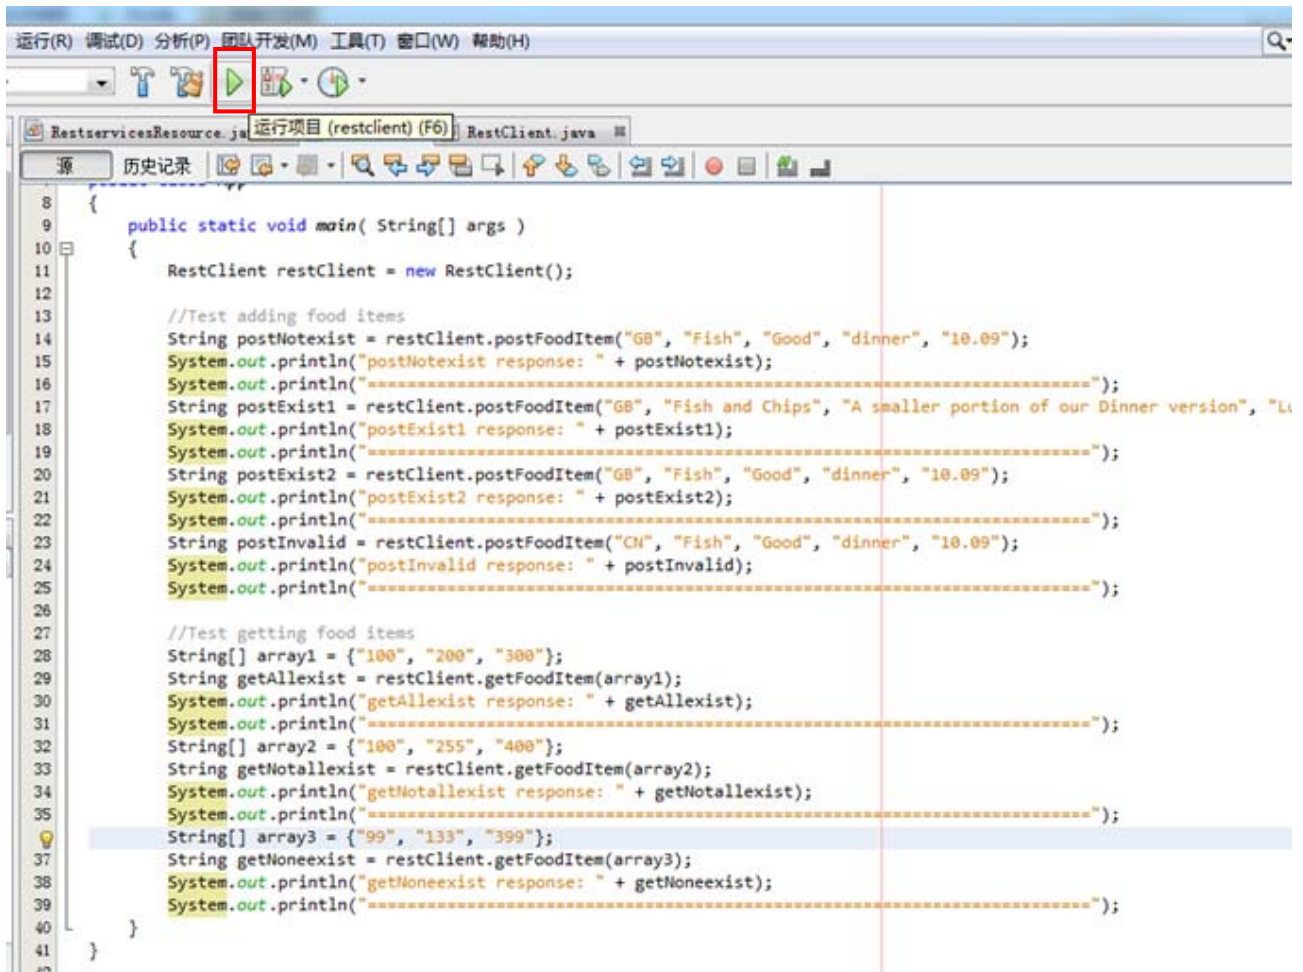 运行(R) 调试(D) 分析(P) 团队开发(M) 工具(T) 窗口(W) 帮助(H)
运行项目 (restclient) (F6)
RestservicesResource.ja RestClient.java
源 历史记录
8 {
9 public static void main( String[] args )
10 {
11 RestClient restClient = new RestClient();
12
13 //Test adding food items
14 String postNotexist = restClient.postFoodItem("GB", "Fish", "Good", "dinner", "10.09");
15 System.out.println("postNotexist response: " + postNotexist);
16 System.out.println("=========================================================================");
17 String postExist1 = restClient.postFoodItem("GB", "Fish and Chips", "A smaller portion of our Dinner version", "Lu
18 System.out.println("postExist1 response: " + postExist1);
19 System.out.println("=========================================================================");
20 String postExist2 = restClient.postFoodItem("GB", "Fish", "Good", "dinner", "10.09");
21 System.out.println("postExist2 response: " + postExist2);
22 System.out.println("=========================================================================");
23 String postInvalid = restClient.postFoodItem("CN", "Fish", "Good", "dinner", "10.09");
24 System.out.println("postInvalid response: " + postInvalid);
25 System.out.println("=========================================================================");
26
27 //Test getting food items
28 String[] array1 = {"100", "200", "300"};
29 String getAllexist = restClient.getFoodItem(array1);
30 System.out.println("getAllexist response: " + getAllexist);
31 System.out.println("=========================================================================");
32 String[] array2 = {"100", "255", "400"};
33 String getNotallexist = restClient.getFoodItem(array2);
34 System.out.println("getNotallexist response: " + getNotallexist);
35 System.out.println("=========================================================================");
String[] array3 = {"99", "133", "399"};
37 String getNoneexist = restClient.getFoodItem(array3);
38 System.out.println("getNoneexist response: " + getNoneexist);
39 System.out.println("=========================================================================");
40 }
41 }